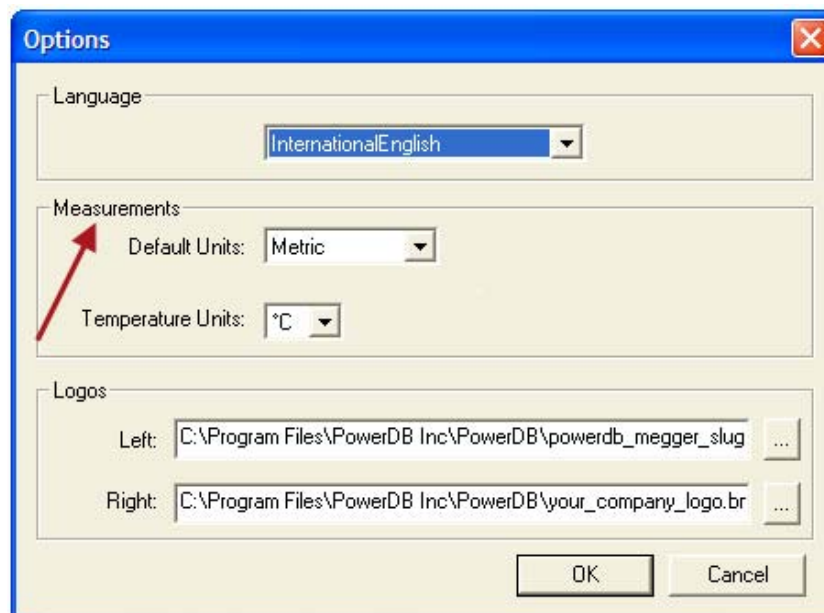 Options
Language
InternationalEnglish
Measurements
Default Units: Metric
Temperature Units: °C
Logos
Left: C:\Program Files\PowerDB Inc\PowerDB\powerdb_megger_slug ...
Right: C:\Program Files\PowerDB Inc\PowerDB\your_company_logo.br ...
OK Cancel